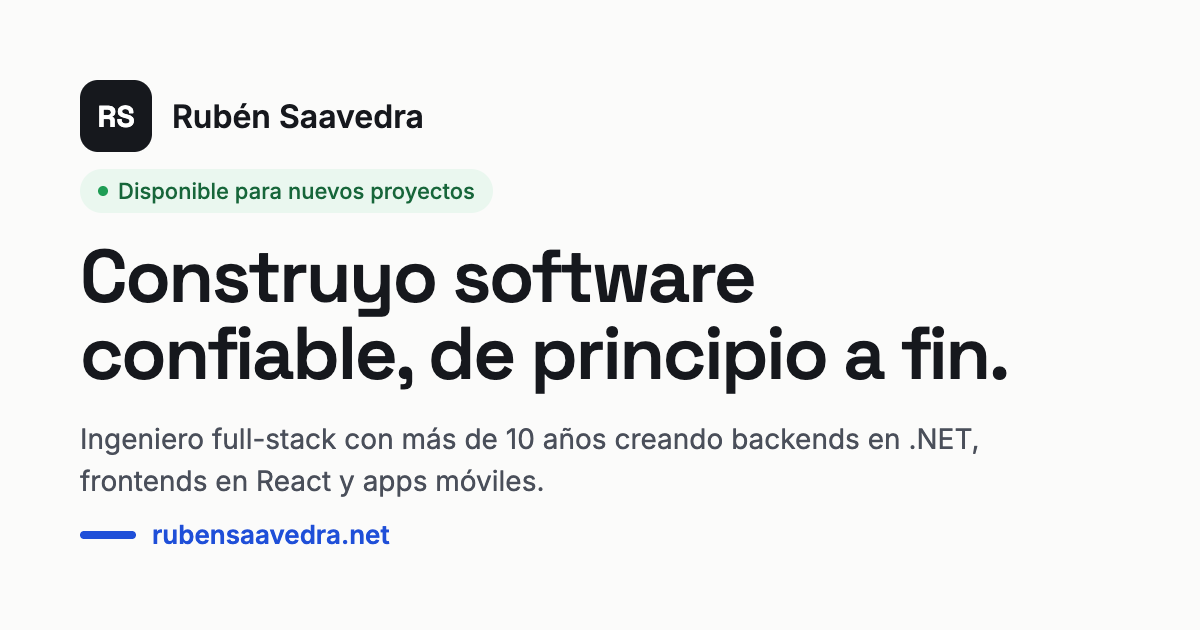 RS
Rubén Saavedra
Disponible para nuevos proyectos
Construyo software
confiable, de principio a fin.
Ingeniero full-stack con más de 10 años creando backends en .NET,
frontends en React y apps móviles.
rubensaavedra.net